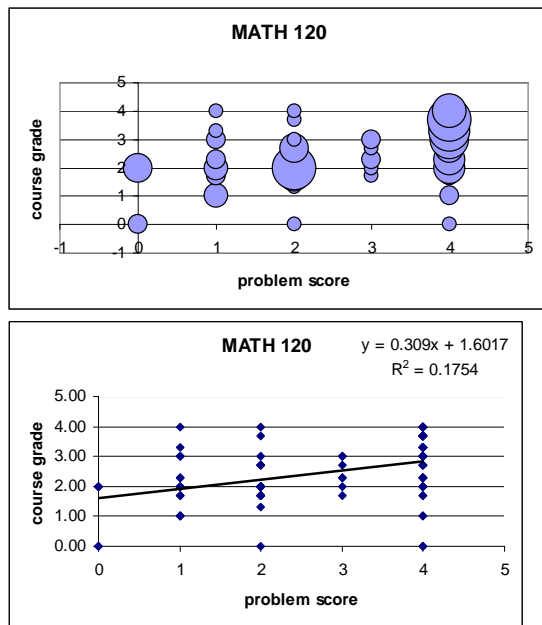 MATH 120
course grade
5
4
3
2
1
0
-1
-1 0 1 2 3 4 5
problem score
MATH 120
y = 0.309x + 1.6017
R² = 0.1754
course grade
5.00
4.00
3.00
2.00
1.00
0.00
0 1 2 3 4 5
problem score